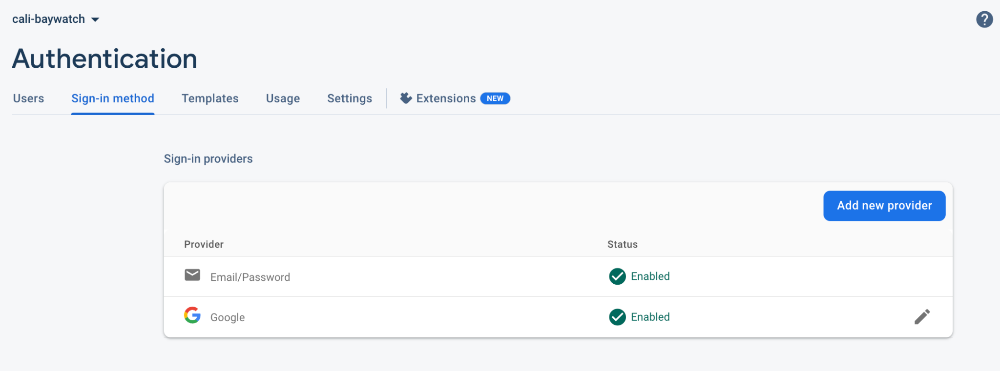 cali-baywatch
?
Authentication
Users Sign-in method Templates Usage Settings Extensions NEW
Sign-in providers
Add new provider
Provider Status
Email/Password Enabled
Google Enabled